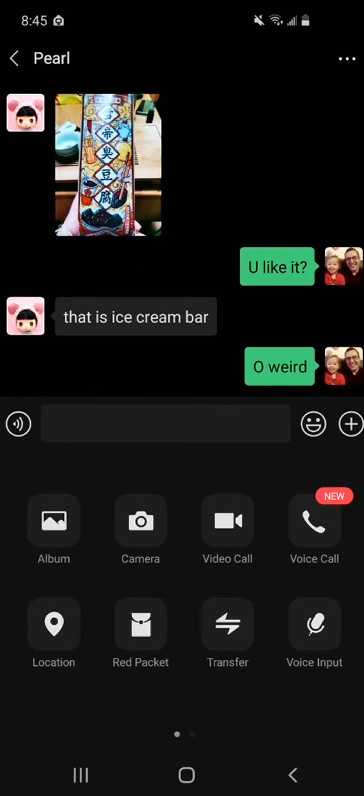 8:45
Pearl
帝
臭
豆
腐
U like it?
that is ice cream bar
O weird
NEW
Album
Camera
Video Call
Voice Call
Location
Red Packet
Transfer
Voice Input